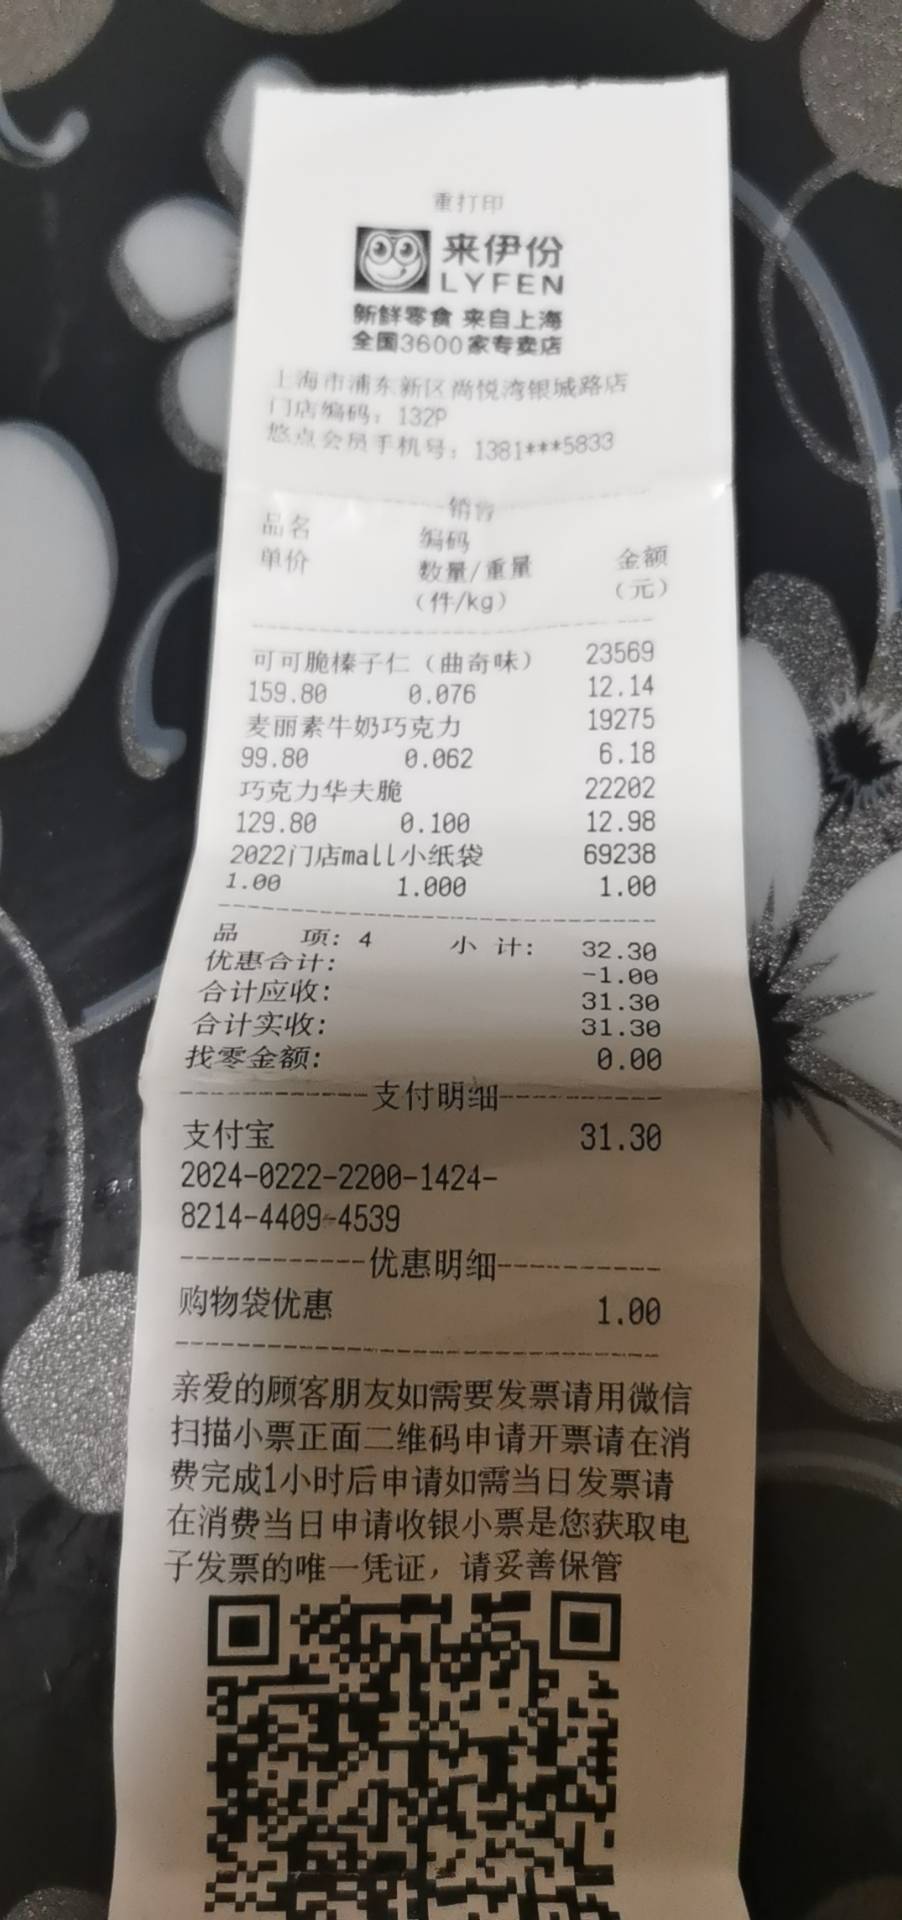 重打印
来伊份
LYFEN
新鲜零食 来自上海
全国3600家专卖店
上海市浦东新区尚悦湾银城路店
门店编码：132P
悠点会员手机号：1381***5833
销售
品名 编码
单价 数量/重量 金额
（件/kg） （元）
可可脆榛子仁（曲奇味） 23569
159.80 0.076 12.14
麦丽素牛奶巧克力 19275
99.80 0.062 6.18
巧克力华夫脆 22202
129.80 0.100 12.98
2022门店mall小纸袋 69238
1.00 1.000 1.00
品 项: 4 小 计: 32.30
优惠合计: -1.00
合计应收: 31.30
合计实收: 31.30
找零金额: 0.00
支付明细
支付宝 31.30
2024-0222-2200-1424-
8214-4409-4539
优惠明细
购物袋优惠 1.00
亲爱的顾客朋友如需要发票请用微信
扫描小票正面二维码申请开票请在消
费完成1小时后申请如需当日发票请
在消费当日申请收银小票是您获取电
子发票的唯一凭证，请妥善保管